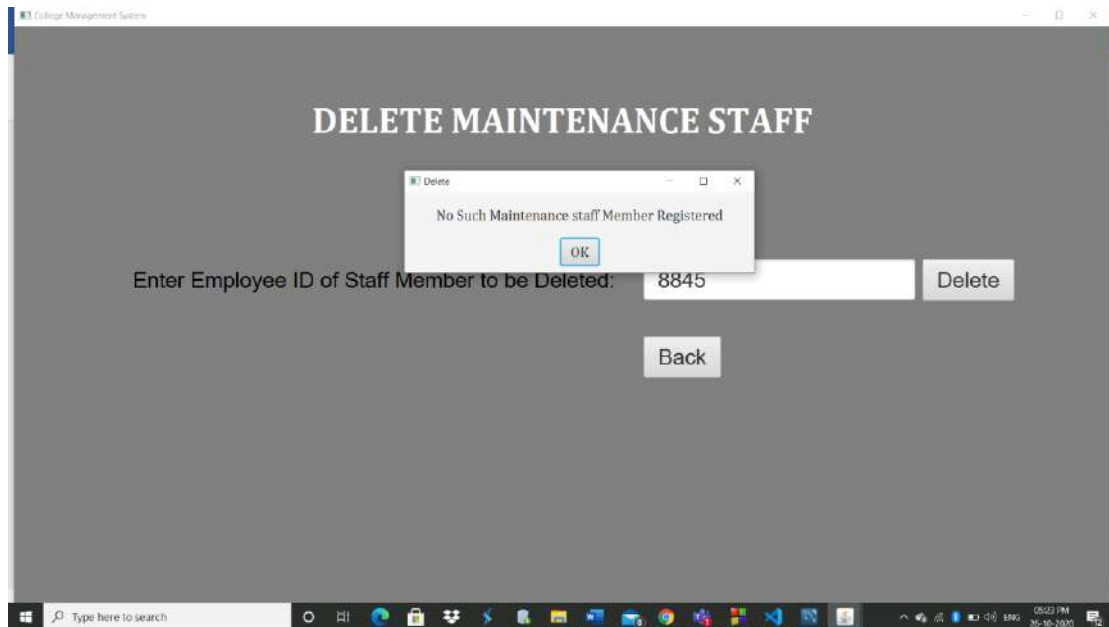 College Management System
DELETE MAINTENANCE STAFF
Delete
No Such Maintenance staff Member Registered
OK
Enter Employee ID of Staff Member to be Deleted:
8845
Delete
Back
Type here to search
ENG
05:23 PM
26-10-2020